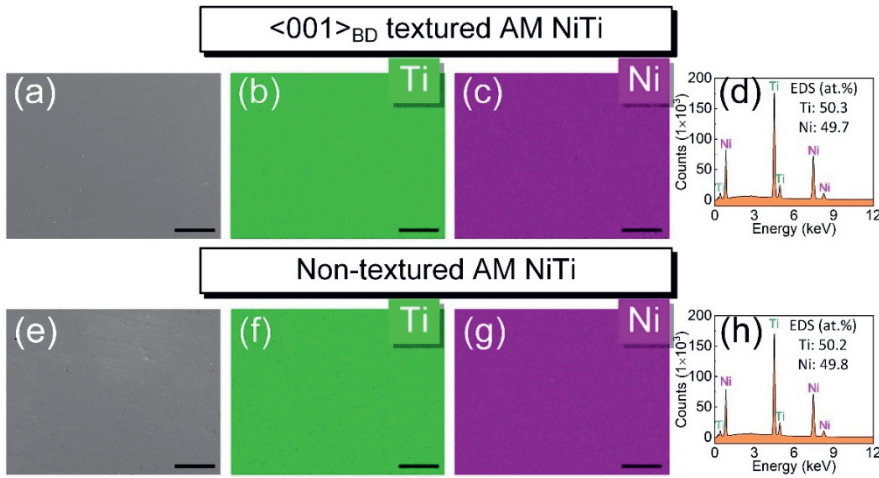 <001>BD textured AM NiTi
(a)
(b)
Ti
(c)
Ni
(d)
200
150
100
50
0
Counts (1×10³)
EDS (at.%)
Ti: 50.3
Ni: 49.7
Ti
Ni
Ti
Ti
Ni
Ni
0 3 6 9 12
Energy (keV)
Non-textured AM NiTi
(e)
(f)
Ti
(g)
Ni
(h)
200
150
100
50
0
Counts (1×10³)
EDS (at.%)
Ti: 50.2
Ni: 49.8
Ti
Ni
Ti
Ti
Ni
Ni
0 3 6 9 12
Energy (keV)